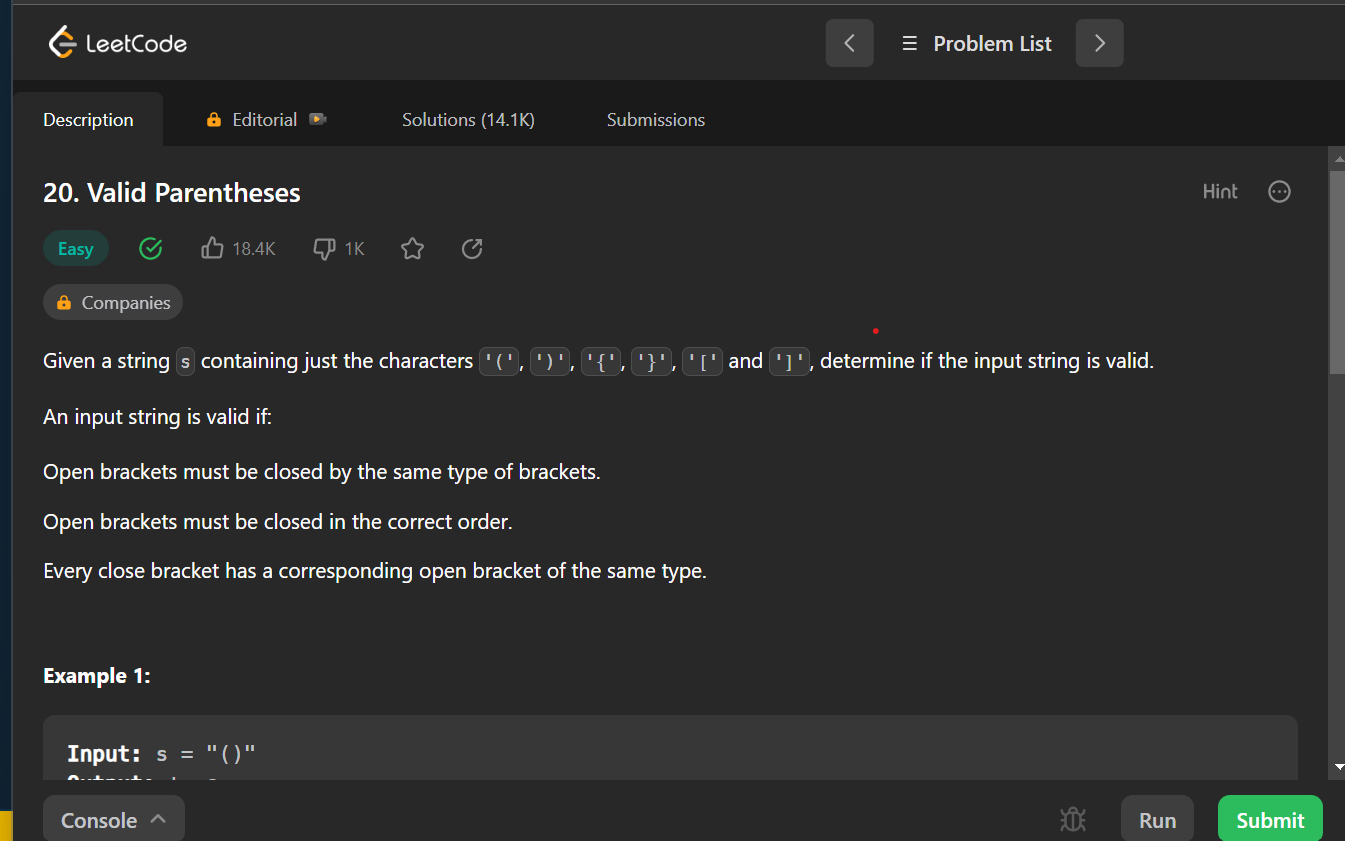 LeetCode
Problem List
Description Editorial Solutions (14.1K) Submissions
20. Valid Parentheses
Hint
Easy 18.4K 1K
Companies
Given a string s containing just the characters '(', ')', '{', '}', '[' and ']', determine if the input string is valid.
An input string is valid if:
Open brackets must be closed by the same type of brackets.
Open brackets must be closed in the correct order.
Every close bracket has a corresponding open bracket of the same type.
Example 1:
Input: s = "()"
Console Run Submit